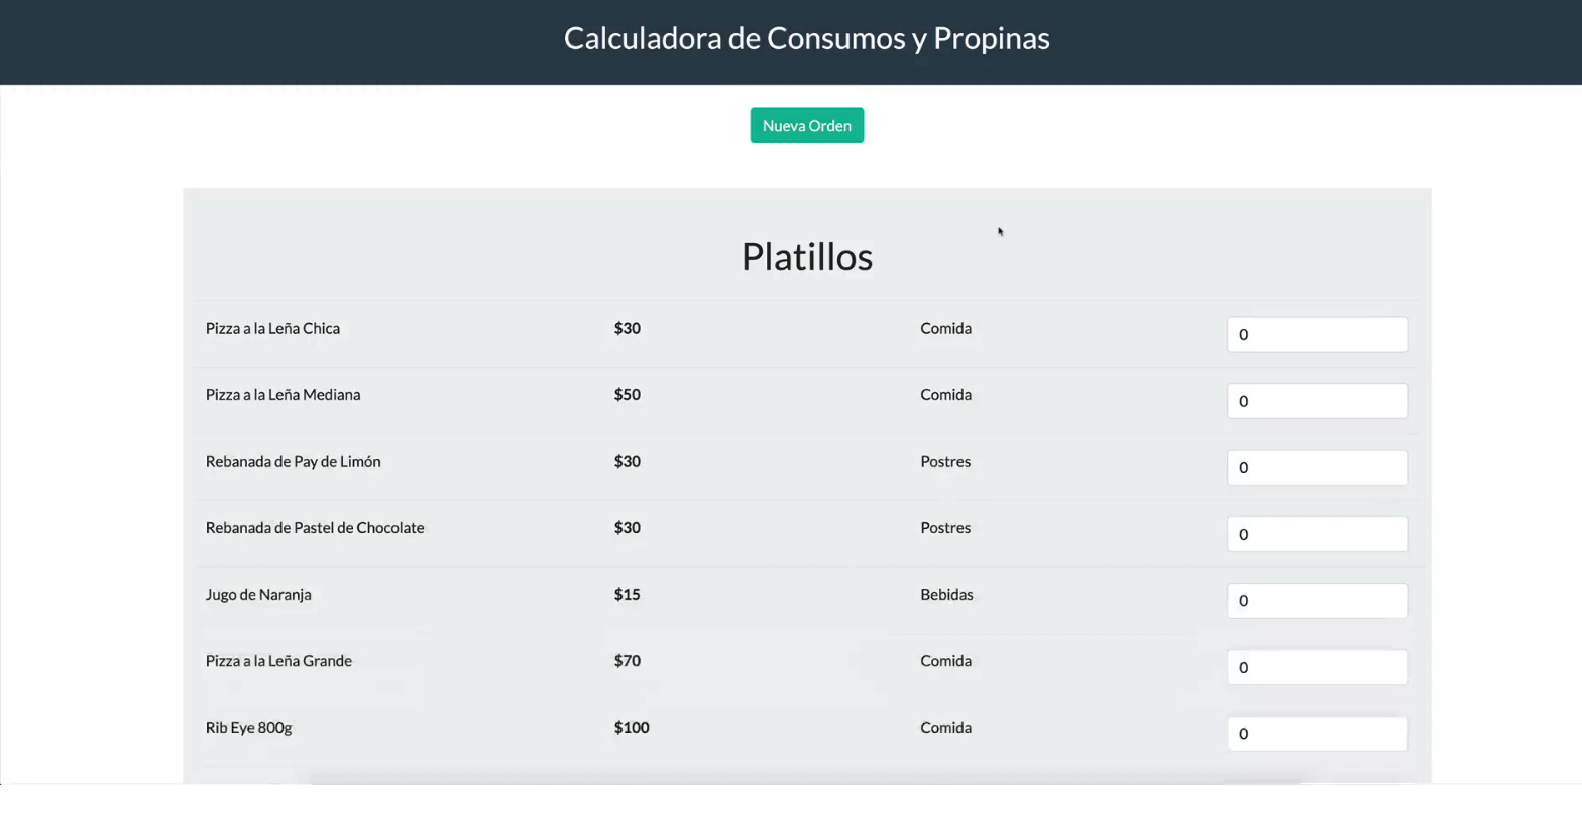 Calculadora de Consumos y Propinas
Nueva Orden
Platillos
Pizza a la Leña Chica $30 Comida 0
Pizza a la Leña Mediana $50 Comida 0
Rebanada de Pay de Limón $30 Postres 0
Rebanada de Pastel de Chocolate $30 Postres 0
Jugo de Naranja $15 Bebidas 0
Pizza a la Leña Grande $70 Comida 0
Rib Eye 800g $100 Comida 0